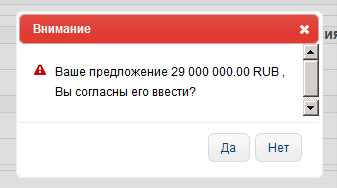 Внимание
Ваше предложение 29 000 000.00 RUB ,
Вы согласны его ввести?
Да
Нет